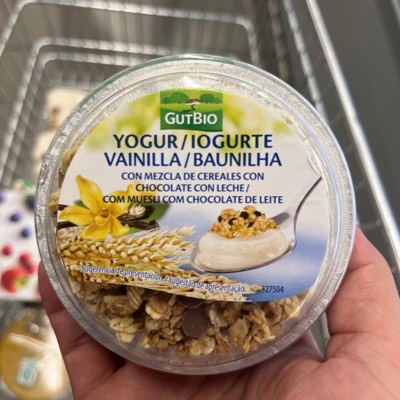 GUTBIO
YOGUR/IOGURTE
VAINILLA/BAUNILHA
CON MEZCLA DE CEREALES CON
CHOCOLATE CON LECHE/
COM MUESLI COM CHOCOLATE DE LEITE
Sugerencia de presentación / Sugestão de apresentação.
327504